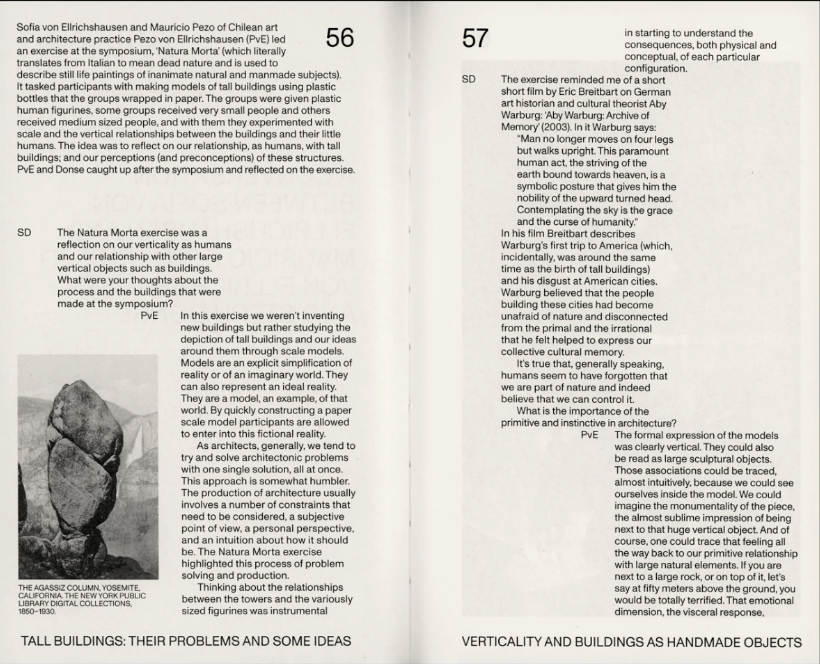 Sofia von Ellrichshausen and Mauricio Pezo of Chilean art
and architecture practice Pezo von Ellrichshausen (PvE) led
an exercise at the symposium, 'Natura Morta' (which literally
translates from Italian to mean dead nature and is used to
describe still life paintings of inanimate natural and manmade subjects).
It tasked participants with making models of tall buildings using plastic
bottles that the groups wrapped in paper. The groups were given plastic
human figurines, some groups received very small people and others
received medium sized people, and with them they experimented with
scale and the vertical relationships between the buildings and their little
humans. The idea was to reflect on our relationship, as humans, with tall
buildings; and our perceptions (and preconceptions) of these structures.
PvE and Donse caught up after the symposium and reflected on the exercise.
56
SD
The Natura Morta exercise was a
reflection on our verticality as humans
and our relationship with other large
vertical objects such as buildings.
What were your thoughts about the
process and the buildings that were
made at the symposium?
PvE
In this exercise we weren't inventing
new buildings but rather studying the
depiction of tall buildings and our ideas
around them through scale models.
Models are an explicit simplification of
reality or of an imaginary world. They
can also represent an ideal reality.
They are a model, an example, of that
world. By quickly constructing a paper
scale model participants are allowed
to enter into this fictional reality.
As architects, generally, we tend to
try and solve architectonic problems
with one single solution, all at once.
This approach is somewhat humbler.
The production of architecture usually
involves a number of constraints that
need to be considered, a subjective
point of view, a personal perspective,
and an intuition about how it should
be. The Natura Morta exercise
highlighted this process of problem
solving and production.
Thinking about the relationships
between the towers and the variously
sized figurines was instrumental
THE AGASSIZ COLUMN, YOSEMITE,
CALIFORNIA. THE NEW YORK PUBLIC
LIBRARY DIGITAL COLLECTIONS,
1850–1930.
TALL BUILDINGS: THEIR PROBLEMS AND SOME IDEAS
57
in starting to understand the
consequences, both physical and
conceptual, of each particular
configuration.
SD
The exercise reminded me of a short
short film by Eric Breitbart on German
art historian and cultural theorist Aby
Warburg: 'Aby Warburg: Archive of
Memory' (2003). In it Warburg says:
"Man no longer moves on four legs
but walks upright. This paramount
human act, the striving of the
earth bound towards heaven, is a
symbolic posture that gives him the
nobility of the upward turned head.
Contemplating the sky is the grace
and the curse of humanity."
In his film Breitbart describes
Warburg's first trip to America (which,
incidentally, was around the same
time as the birth of tall buildings)
and his disgust at American cities.
Warburg believed that the people
building these cities had become
unafraid of nature and disconnected
from the primal and the irrational
that he felt helped to express our
collective cultural memory.
It's true that, generally speaking,
humans seem to have forgotten that
we are part of nature and indeed
believe that we can control it.
What is the importance of the
primitive and instinctive in architecture?
PvE
The formal expression of the models
was clearly vertical. They could also
be read as large sculptural objects.
Those associations could be traced,
almost intuitively, because we could see
ourselves inside the model. We could
imagine the monumentality of the piece,
the almost sublime impression of being
next to that huge vertical object. And of
course, one could trace that feeling all
the way back to our primitive relationship
with large natural elements. If you are
next to a large rock, or on top of it, let's
say at fifty meters above the ground, you
would be totally terrified. That emotional
dimension, the visceral response,
VERTICALITY AND BUILDINGS AS HANDMADE OBJECTS